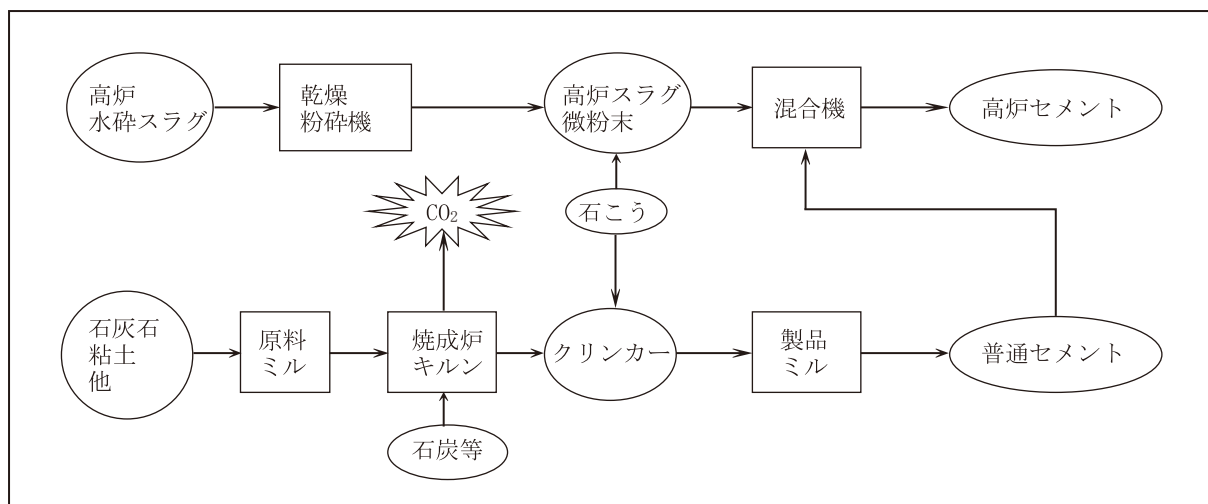 高炉
水砕スラグ
乾燥
粉砕機
高炉スラグ
微粉末
混合機
高炉セメント
CO₂
石こう
石灰石
粘土
他
原料
ミル
焼成炉
キルン
クリンカー
製品
ミル
普通セメント
石炭等